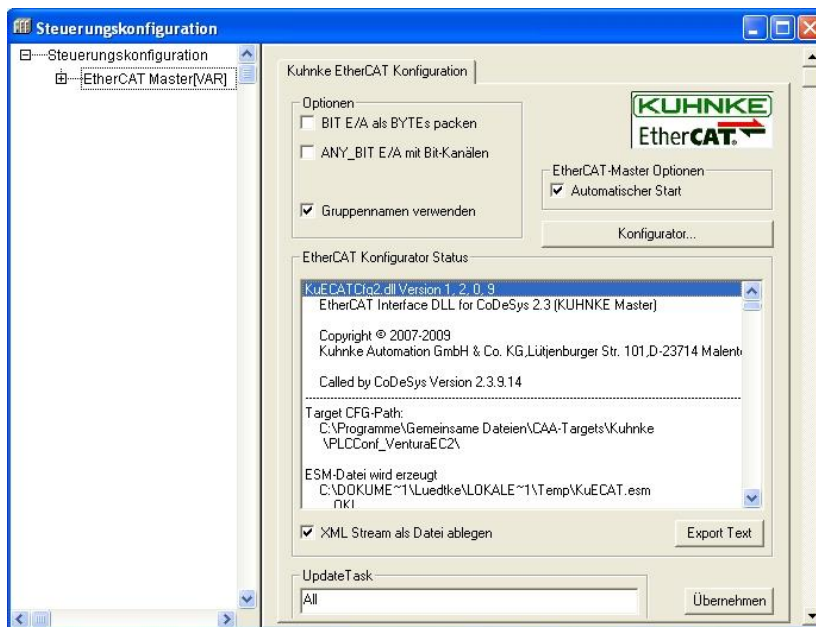 Steuerungskonfiguration
Steuerungskonfiguration
EtherCAT Master[VAR]
Kuhnke EtherCAT Konfiguration
Optionen
BIT E/A als BYTEs packen
ANY_BIT E/A mit Bit-Kanälen
Gruppennamen verwenden
KUHNKE
EtherCAT.
EtherCAT-Master Optionen
Automatischer Start
Konfigurator...
EtherCAT Konfigurator Status
KuECATCfg2.dll Version 1, 2, 0, 9
EtherCAT Interface DLL for CoDeSys 2.3 (KUHNKE Master)
Copyright © 2007-2009
Kuhnke Automation GmbH & Co. KG,Lütjenburger Str. 101,D-23714 Malent
Called by CoDeSys Version 2.3.9.14
Target CFG-Path:
C:\Programme\Gemeinsame Dateien\CAA-Targets\Kuhnke
\PLCConf_VenturaEC2\
ESM-Datei wird erzeugt
C:\DOKUME~1\Luedtke\LOKALE~1\Temp\KuECAT.esm
OK!
XML Stream als Datei ablegen
Export Text
UpdateTask
All
Übernehmen